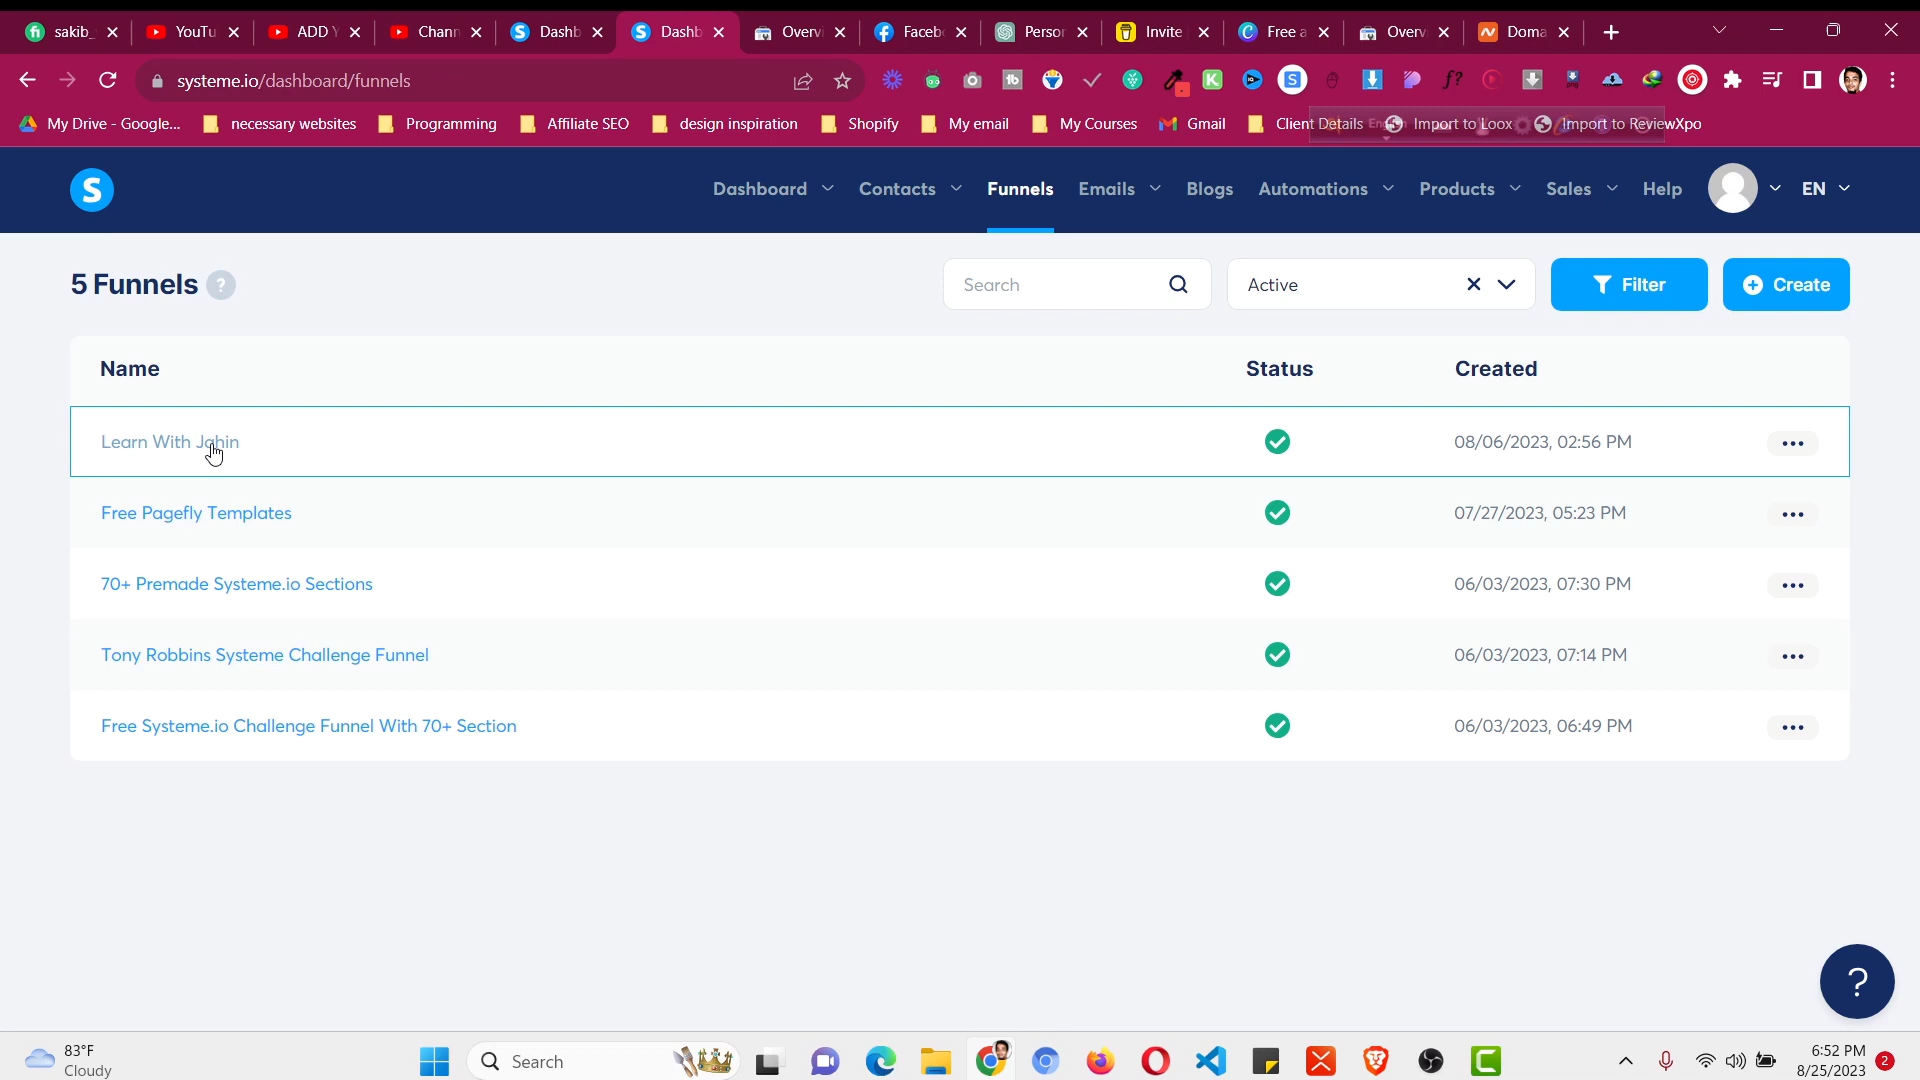 sakib_ YouTu ADD Y Chann Dashb Dashb Overvi Facebo Person Invite Free a Overvi Doma
systeme.io/dashboard/funnels
My Drive - Google... necessary websites Programming Affiliate SEO design inspiration Shopify My email My Courses Gmail Client Details Import to Loox Import to ReviewXpo
S Dashboard Contacts Funnels Emails Blogs Automations Products Sales Help EN
5 Funnels ? Search Active Filter Create
Name Status Created
Learn With Jahin 08/06/2023, 02:56 PM
Free Pagefly Templates 07/27/2023, 05:23 PM
70+ Premade Systeme.io Sections 06/03/2023, 07:30 PM
Tony Robbins Systeme Challenge Funnel 06/03/2023, 07:14 PM
Free Systeme.io Challenge Funnel With 70+ Section 06/03/2023, 06:49 PM
?
83°F
Cloudy
Search
6:52 PM
8/25/2023
2